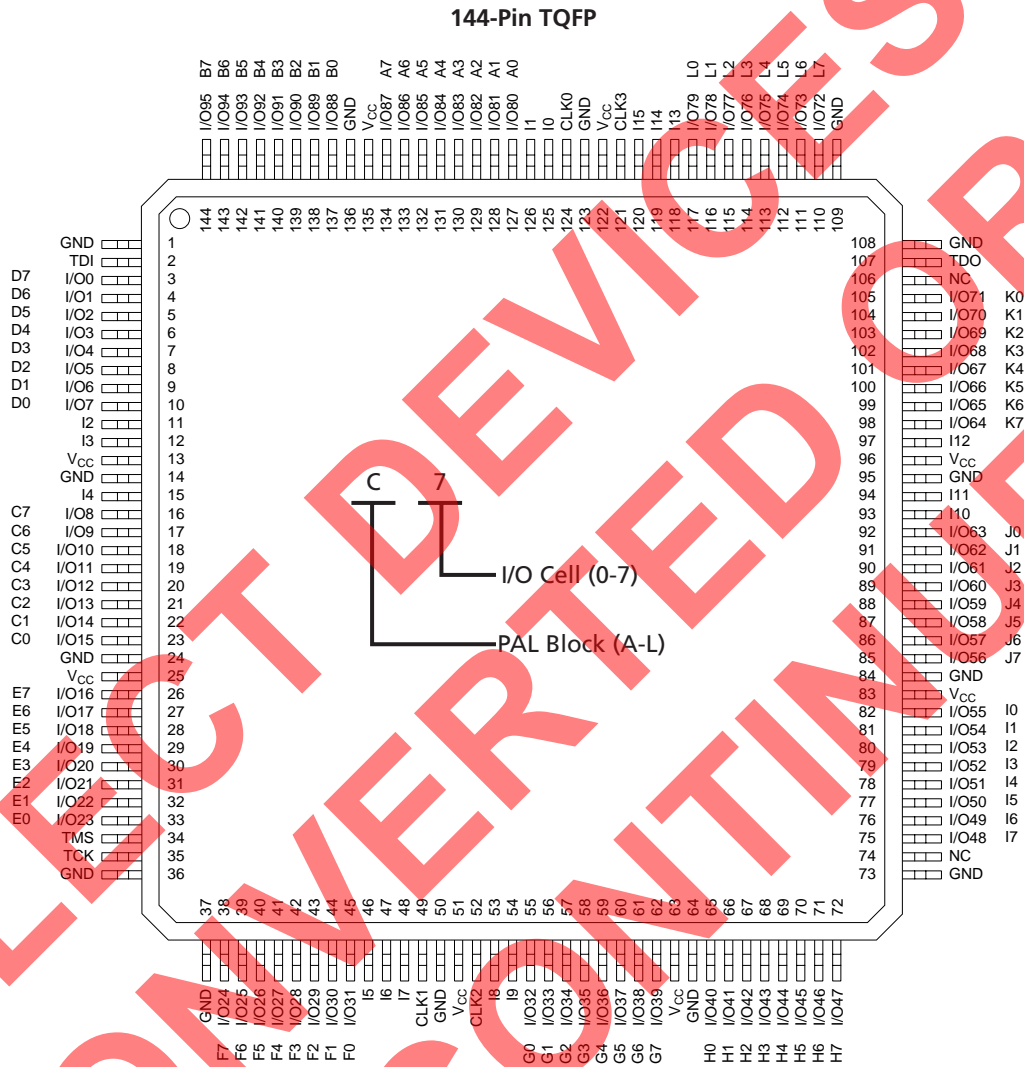 144-Pin TQFP
B7 B6 B5 B4 B3 B2 B1 B0 A7 A6 A5 A4 A3 A2 A1 A0 L0 L1 L2 L3 L4 L5 L6 L7
I/O95 I/O94 I/O93 I/O92 I/O91 I/O90 I/O89 I/O88 GND VCC I/O87 I/O86 I/O85 I/O84 I/O83 I/O82 I/O81 I/O80 I1 I0 CLK0 GND VCC CLK3 I15 I14 I13 I/O79 I/O78 I/O77 I/O76 I/O75 I/O74 I/O73 I/O72 GND
144 143 142 141 140 139 138 137 136 135 134 133 132 131 130 129 128 127 126 125 124 123 122 121 120 119 118 117 116 115 114 113 112 111 110 109
GND 1 108 GND
TDI 2 107 TDO
D7 I/O0 3 106 NC
D6 I/O1 4 105 I/O71 K0
D5 I/O2 5 104 I/O70 K1
D4 I/O3 6 103 I/O69 K2
D3 I/O4 7 102 I/O68 K3
D2 I/O5 8 101 I/O67 K4
D1 I/O6 9 100 I/O66 K5
D0 I/O7 10 99 I/O65 K6
I2 11 98 I/O64 K7
I3 12 97 I12
VCC 13 96 VCC
GND 14 95 GND
I4 15 94 I11
C7 I/O8 16 93 I10
C6 I/O9 17 92 I/O63 J0
C5 I/O10 18 91 I/O62 J1
C4 I/O11 19 90 I/O61 J2
C3 I/O12 20 89 I/O60 J3
C2 I/O13 21 88 I/O59 J4
C1 I/O14 22 87 I/O58 J5
C0 I/O15 23 86 I/O57 J6
GND 24 85 I/O56 J7
VCC 25 84 GND
E7 I/O16 26 83 VCC
E6 I/O17 27 82 I/O55 I0
E5 I/O18 28 81 I/O54 I1
E4 I/O19 29 80 I/O53 I2
E3 I/O20 30 79 I/O52 I3
E2 I/O21 31 78 I/O51 I4
E1 I/O22 32 77 I/O50 I5
E0 I/O23 33 76 I/O49 I6
TMS 34 75 I/O48 I7
TCK 35 74 NC
GND 36 73 GND
C 7
I/O Cell (0-7)
PAL Block (A-L)
37 38 39 40 41 42 43 44 45 46 47 48 49 50 51 52 53 54 55 56 57 58 59 60 61 62 63 64 65 66 67 68 69 70 71 72
GND I/O24 I/O25 I/O26 I/O27 I/O28 I/O29 I/O30 I/O31 I5 I6 I7 CLK1 GND VCC CLK2 I8 I9 I/O32 I/O33 I/O34 I/O35 I/O36 I/O37 I/O38 I/O39 VCC GND I/O40 I/O41 I/O42 I/O43 I/O44 I/O45 I/O46 I/O47
F7 F6 F5 F4 F3 F2 F1 F0 G0 G1 G2 G3 G4 G5 G6 G7 H0 H1 H2 H3 H4 H5 H6 H7
DEVICES
CONVERTED OR